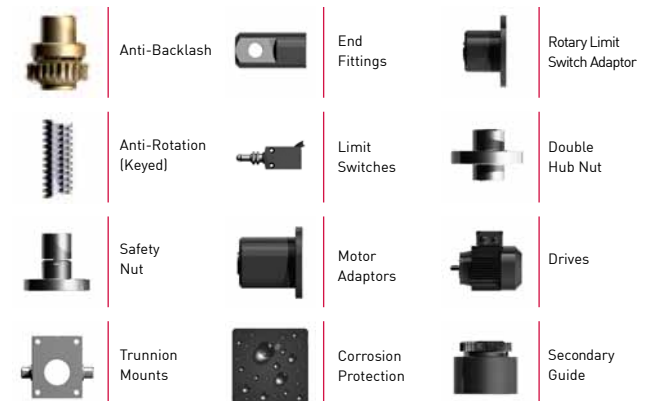 Anti-Backlash
End
Fittings
Rotary Limit
Switch Adaptor
Anti-Rotation
(Keyed)
Limit
Switches
Double
Hub Nut
Safety
Nut
Motor
Adaptors
Drives
Trunnion
Mounts
Corrosion
Protection
Secondary
Guide